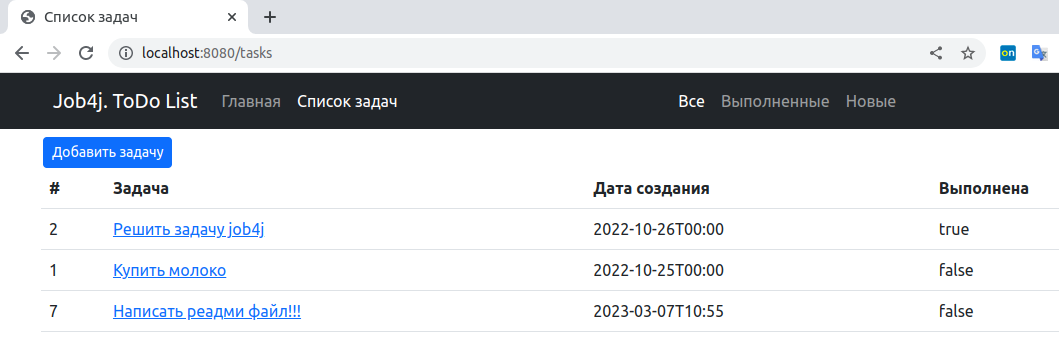 Список задач
localhost:8080/tasks
on
G
Job4j. ToDo List Главная Список задач Все Выполненные Новые
Добавить задачу
# Задача Дата создания Выполнена
2 Решить задачу job4j 2022-10-26T00:00 true
1 Купить молоко 2022-10-25T00:00 false
7 Написать реадми файл!!! 2023-03-07T10:55 false